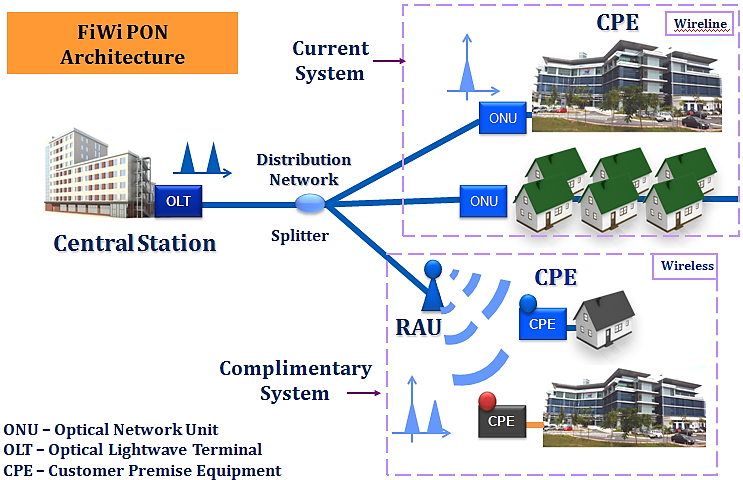 FiWi PON
Architecture
Current
System
CPE
Wireline
ONU
Distribution
Network
OLT
ONU
Central Station
Splitter
Wireless
CPE
RAU
CPE
Complimentary
System
CPE
ONU – Optical Network Unit
OLT – Optical Lightwave Terminal
CPE – Customer Premise Equipment